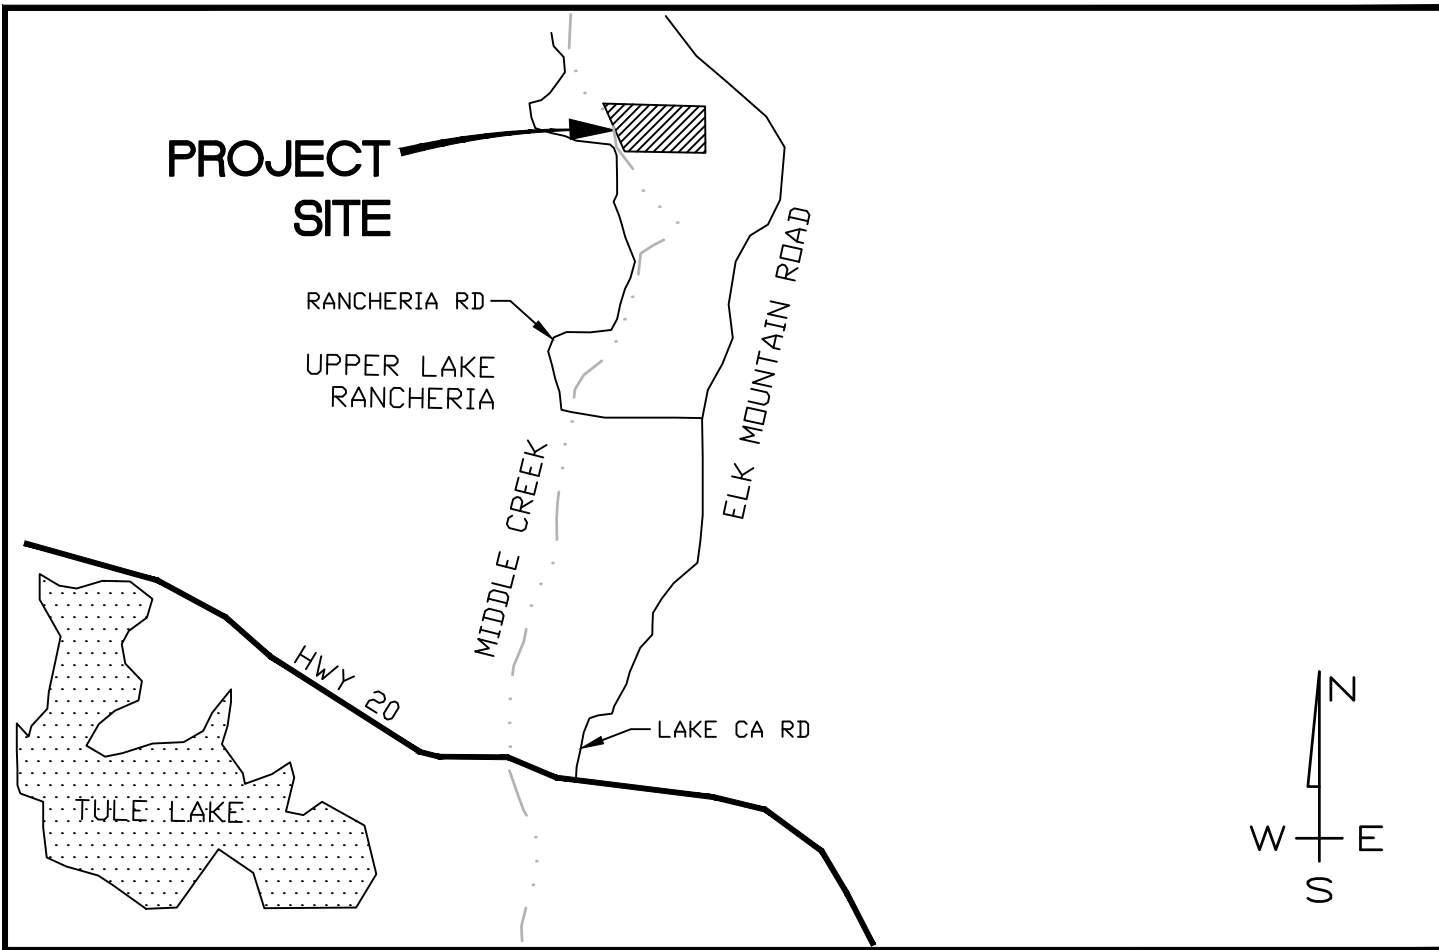 PROJECT
SITE
RANCHERIA RD
UPPER LAKE
RANCHERIA
ELK MOUNTAIN ROAD
MIDDLE CREEK
HWY 20
LAKE CA RD
TULE LAKE
N
W E
S